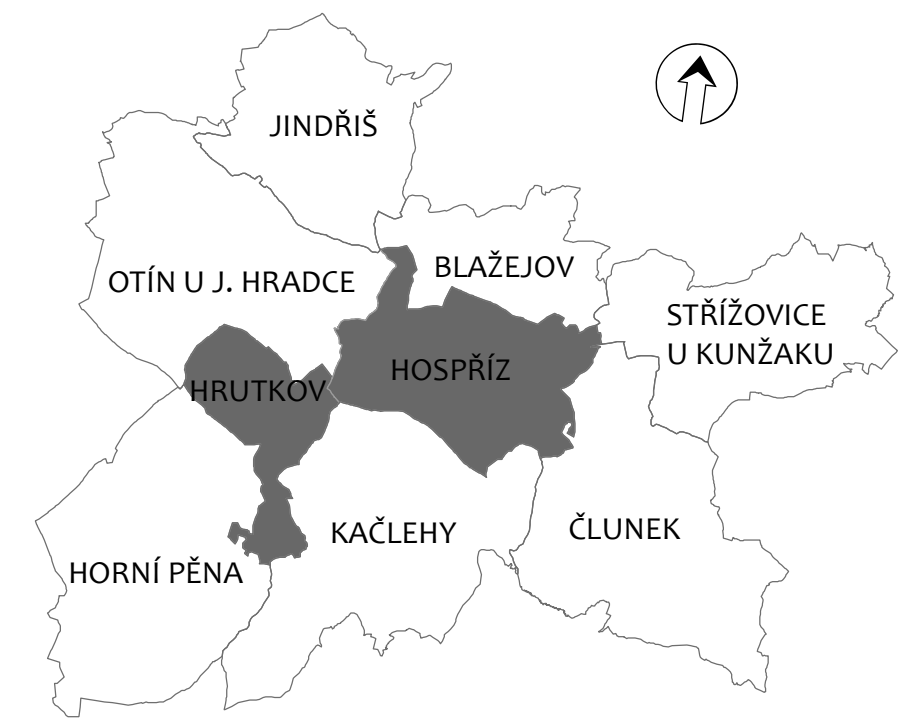 JINDŘIŠ
BLAŽEJOV
OTÍN U J. HRADCE
STŘÍŽOVICE
U KUNŽAKU
HOSPŘÍZ
HRUTKOV
KAČLEHY
ČLUNEK
HORNÍ PĚNA